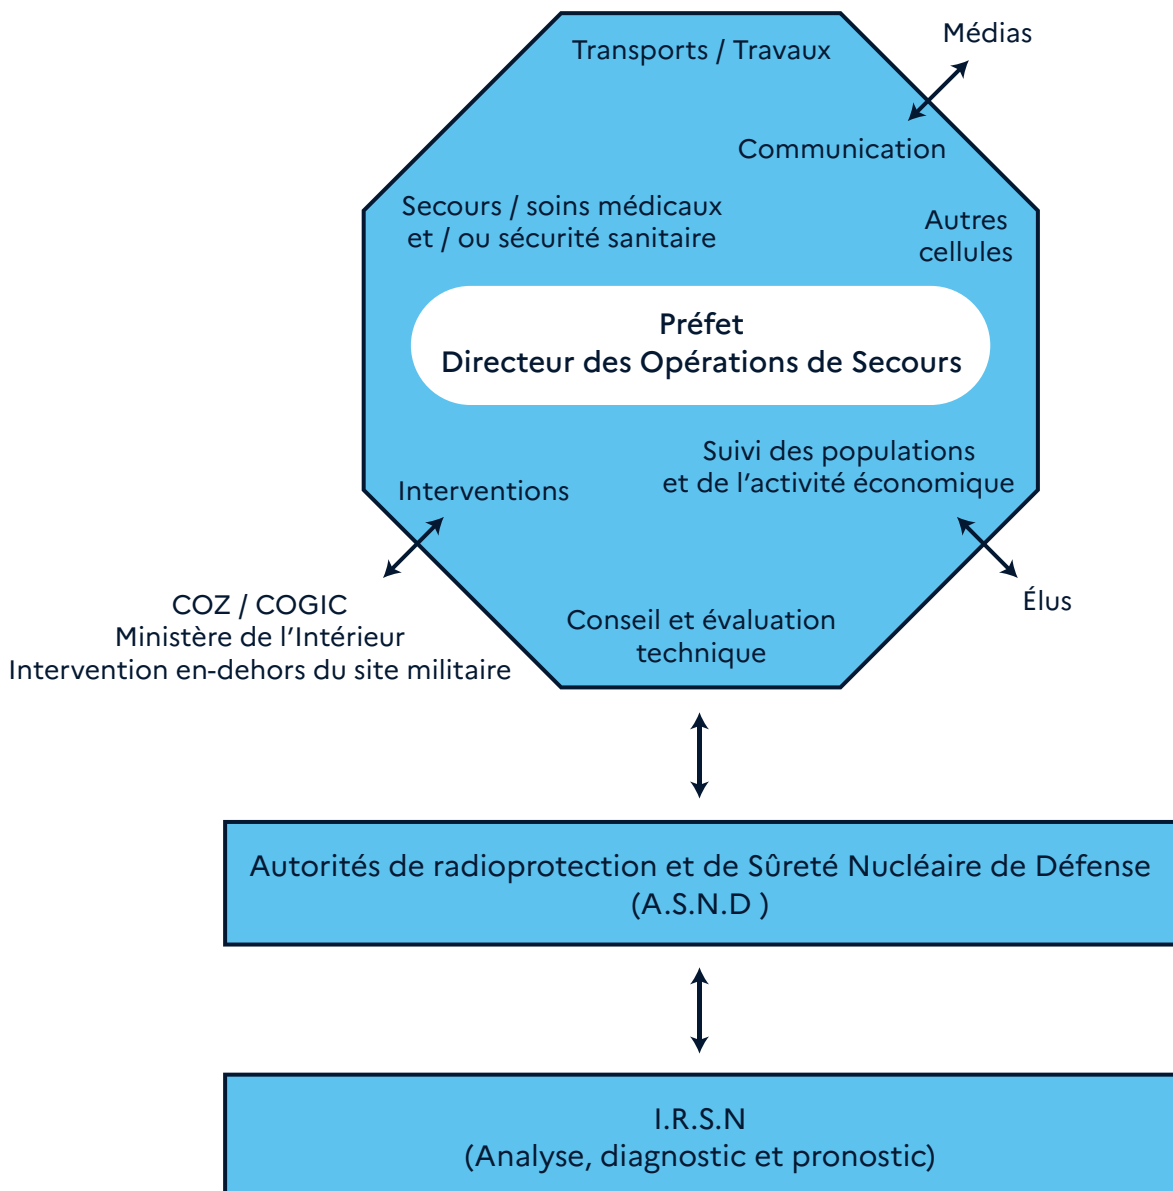 Médias
Transports / Travaux
Communication
Secours / soins médicaux
et / ou sécurité sanitaire
Autres
cellules
Préfet
Directeur des Opérations de Secours
Suivi des populations
et de l’activité économique
Interventions
COZ / COGIC
Ministère de l’Intérieur
Intervention en-dehors du site militaire
Élus
Conseil et évaluation
technique
Autorités de radioprotection et de Sûreté Nucléaire de Défense
(A.S.N.D )
I.R.S.N
(Analyse, diagnostic et pronostic)